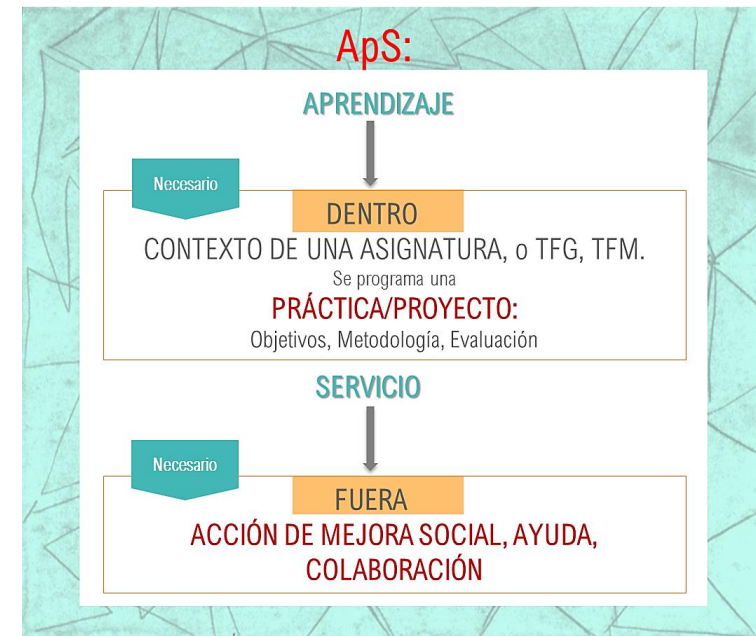 ApS:
APRENDIZAJE
Necesario
DENTRO
CONTEXTO DE UNA ASIGNATURA, o TFG, TFM.
Se programa una
PRÁCTICA/PROYECTO:
Objetivos, Metodología, Evaluación
SERVICIO
Necesario
FUERA
ACCIÓN DE MEJORA SOCIAL, AYUDA,
COLABORACIÓN